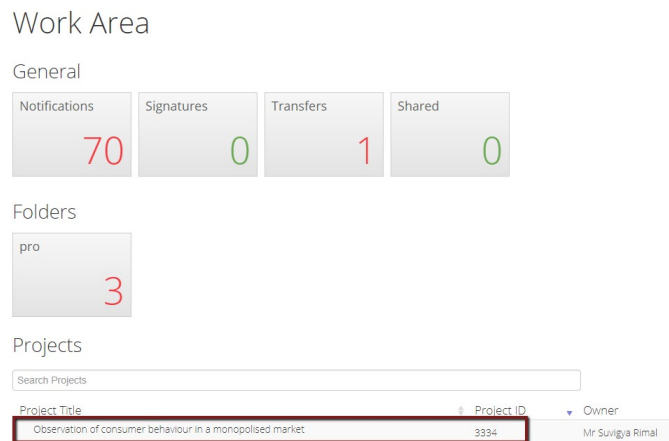 Work Area
General
Notifications Signatures Transfers Shared
70 0 1 0
Folders
pro
3
Projects
Search Projects
Project Title Project ID Owner
Observation of consumer behaviour in a monopolised market 3334 Mr Suvigya Rimal